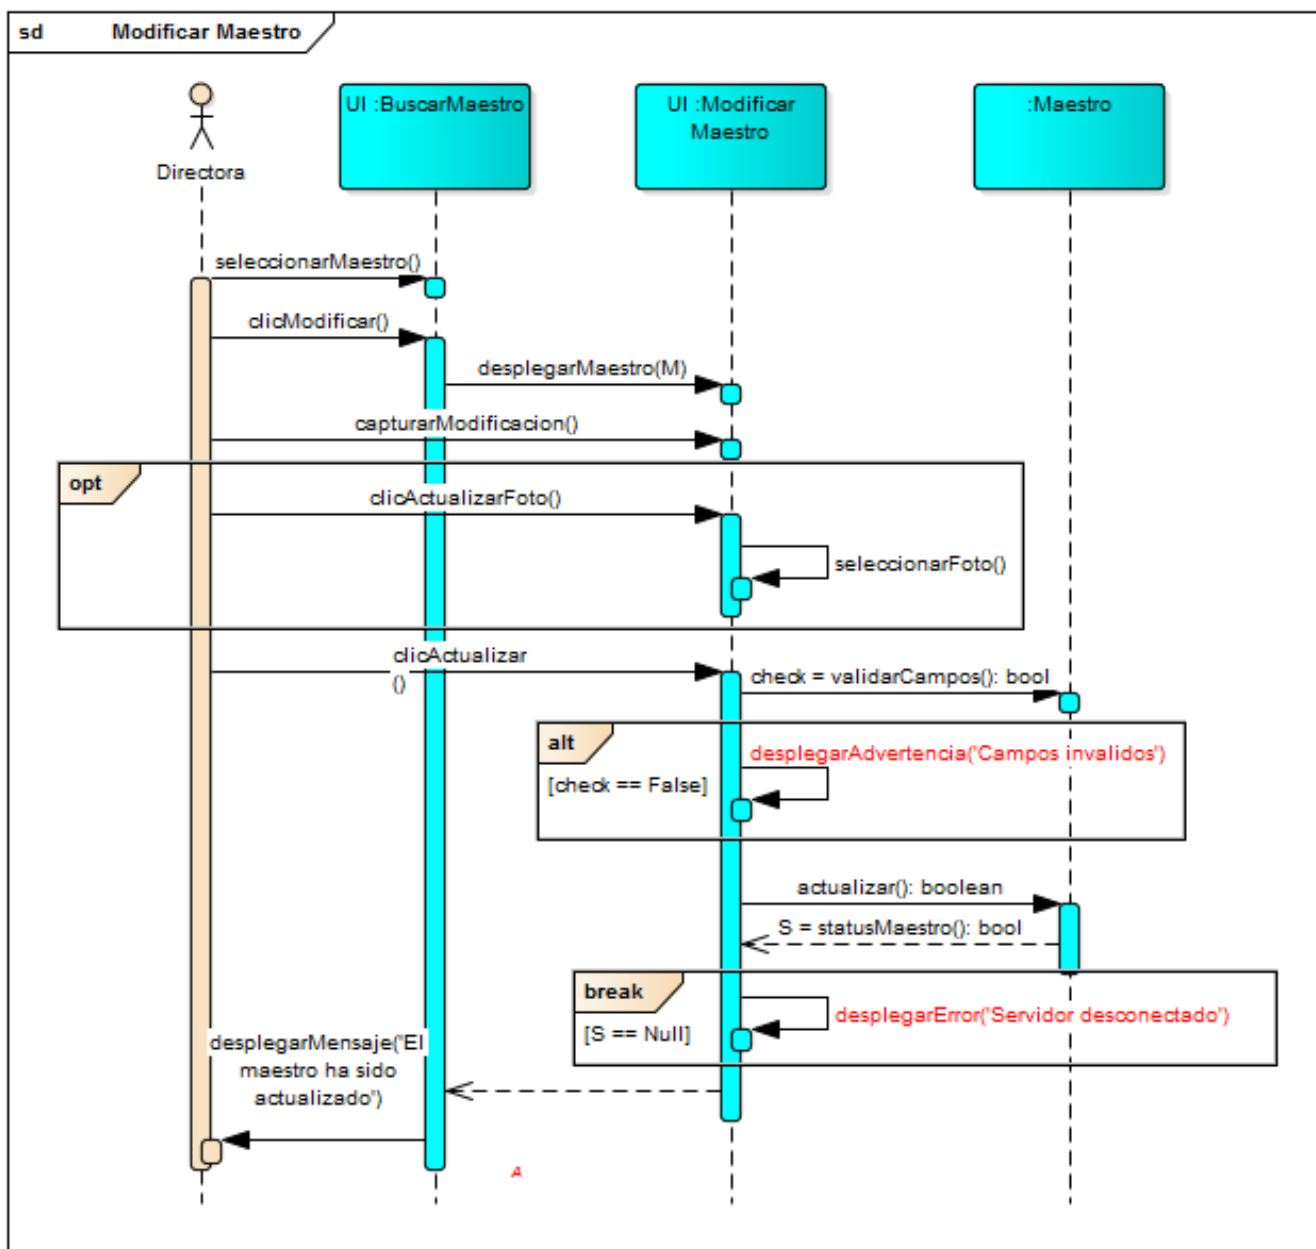 sd Modificar Maestro
Directora
UI :BuscarMaestro
UI :Modificar
Maestro
:Maestro
seleccionarMaestro()
clicModificar()
desplegarMaestro(M)
capturarModificacion()
opt
clicActualizarFoto()
seleccionarFoto()
clicActualizar
()
check = validarCampos(): bool
alt
desplegarAdvertencia('Campos invalidos')
[check == False]
actualizar(): boolean
S = statusMaestro(): bool
break
desplegarError('Servidor desconectado')
[S == Null]
desplegarMensaje('El
maestro ha sido
actualizado')
A